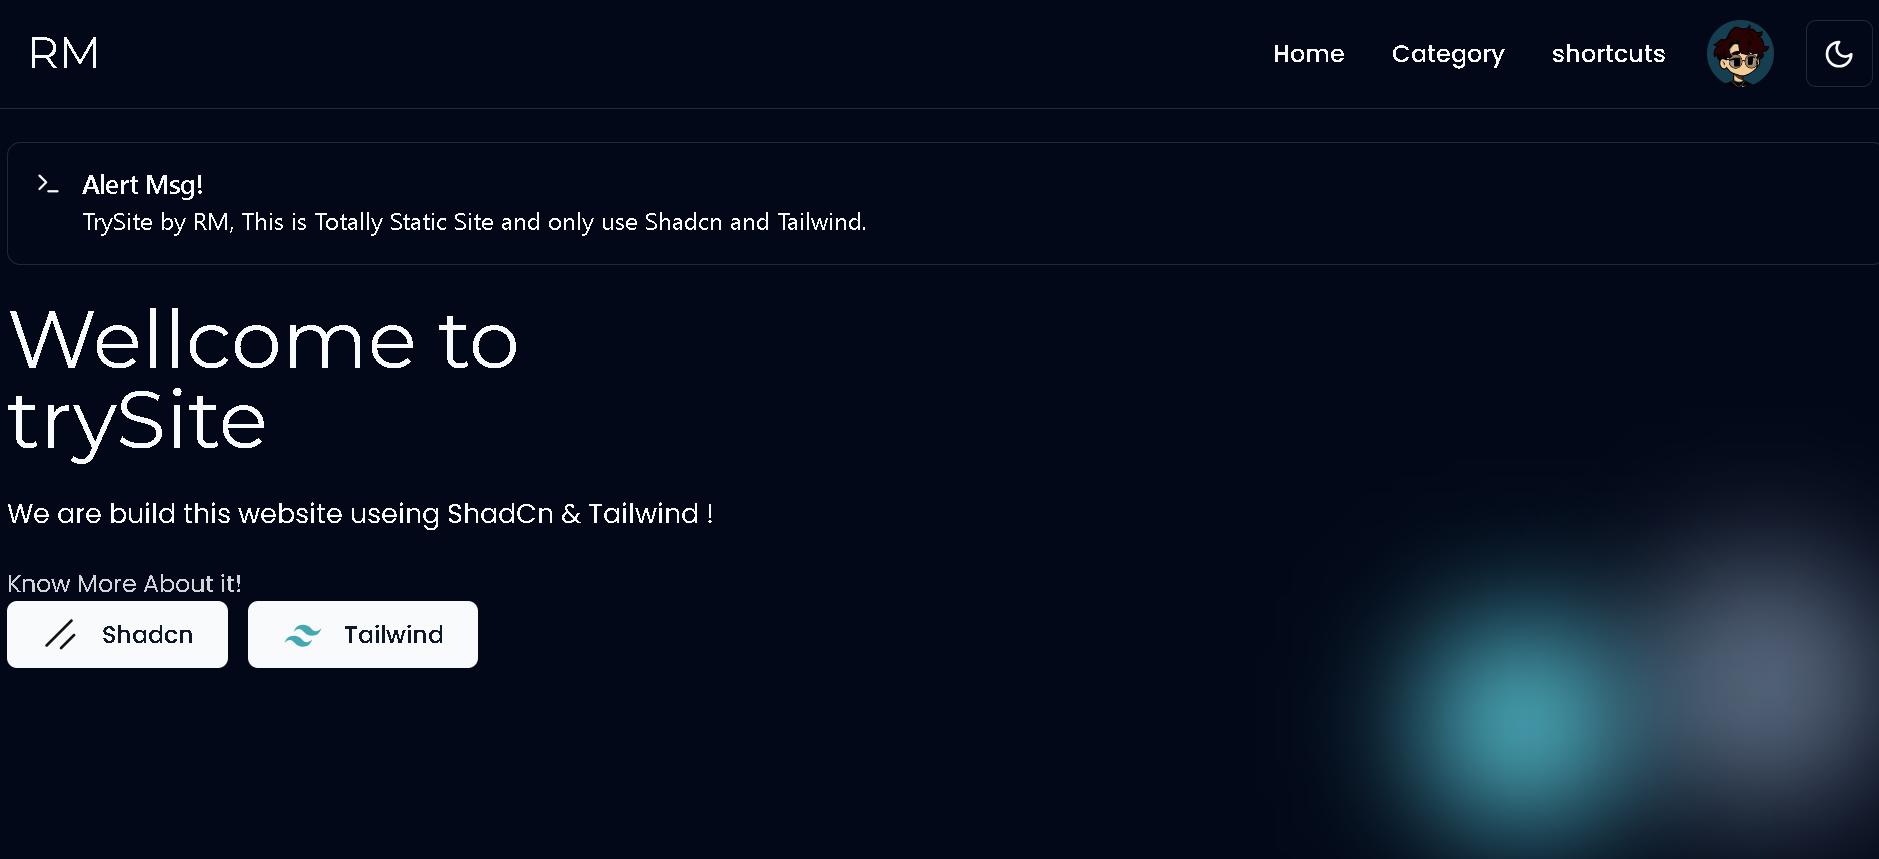 RM
Home Category shortcuts
Alert Msg!
TrySite by RM, This is Totally Static Site and only use Shadcn and Tailwind.
Wellcome to
trySite
We are build this website useing ShadCn & Tailwind !
Know More About it!
Shadcn Tailwind